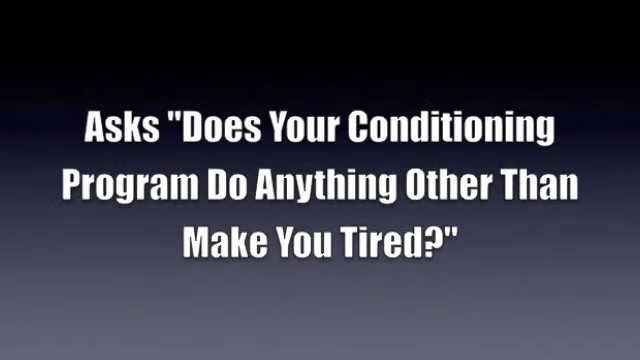 Asks "Does Your Conditioning
Program Do Anything Other Than
Make You Tired?"